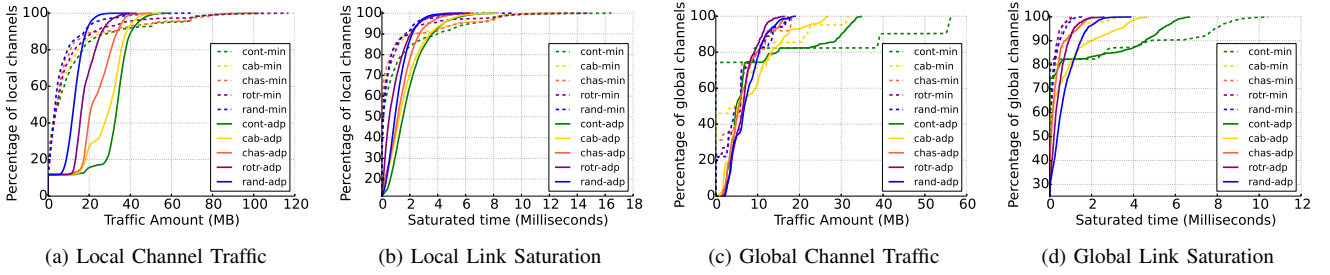 Percentage of local channels
100
80
60
40
20
0
0 20 40 60 80 100 120
Traffic Amount (MB)
cont-min
cab-min
chas-min
rotr-min
rand-min
cont-adp
cab-adp
chas-adp
rotr-adp
rand-adp
(a) Local Channel Traffic
Percentage of local channels
100
90
80
70
60
50
40
30
20
0 2 4 6 8 10 12 14 16 18
Saturated time (Milliseconds)
cont-min
cab-min
chas-min
rotr-min
rand-min
cont-adp
cab-adp
chas-adp
rotr-adp
rand-adp
(b) Local Link Saturation
Percentage of global channels
100
80
60
40
20
0
0 10 20 30 40 50 60
Traffic Amount (MB)
cont-min
cab-min
chas-min
rotr-min
rand-min
cont-adp
cab-adp
chas-adp
rotr-adp
rand-adp
(c) Global Channel Traffic
Percentage of global channels
100
90
80
70
60
50
40
30
0 2 4 6 8 10 12
Saturated time (Milliseconds)
cont-min
cab-min
chas-min
rotr-min
rand-min
cont-adp
cab-adp
chas-adp
rotr-adp
rand-adp
(d) Global Link Saturation